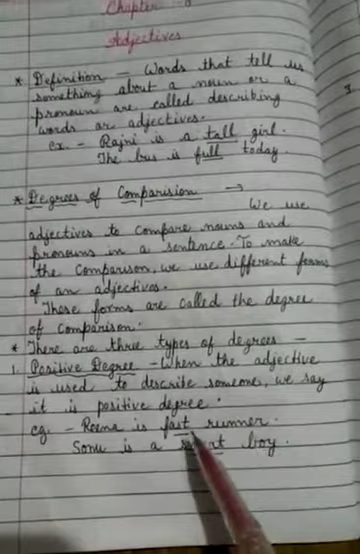 Chapter -
Adjectives
* Definition - Words that tell us
something about a noun or a
pronoun are called describing
words or adjectives.
ex. - Rajni is a tall girl.
The bus is full today.
* Degrees of Comparision →
We use
adjectives to compare nouns and
pronouns in a sentence. To make
the comparison, we use different forms
of an adjectives.
These forms are called the degree
of comparison.
* There are three types of degrees -
1. Positive Degree - When the adjective
is used to describe someone, we say
it is positive degree.
eg. - Reema is fast runner.
Sonu is a boy.